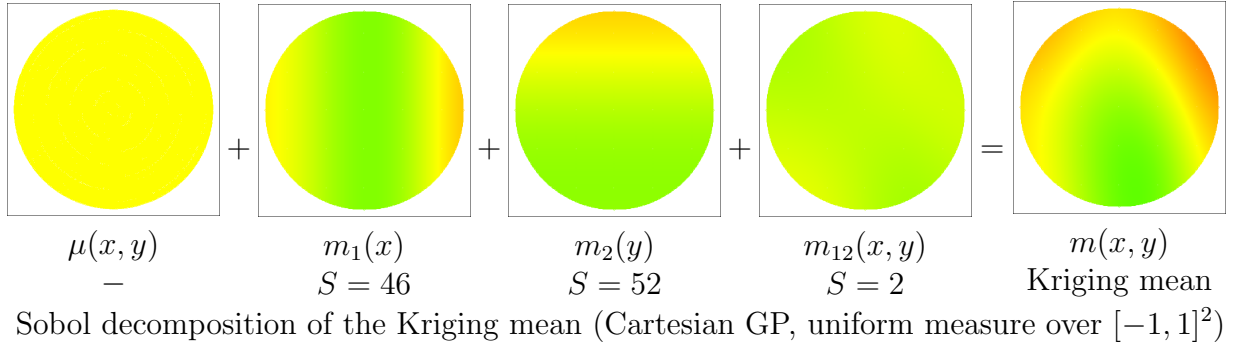 + + + =
μ(x, y) m₁(x) m₂(y) m₁₂(x, y) m(x, y)
− S = 46 S = 52 S = 2 Kriging mean
Sobol decomposition of the Kriging mean (Cartesian GP, uniform measure over [−1, 1]²)